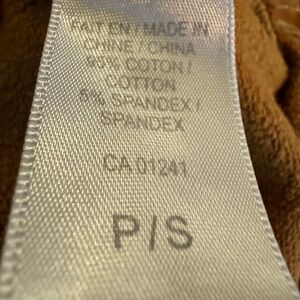 FAIT EN / MADE IN
CHINE / CHINA
95% COTON /
COTTON
5% SPANDEX /
SPANDEX
CA 01241
P / S